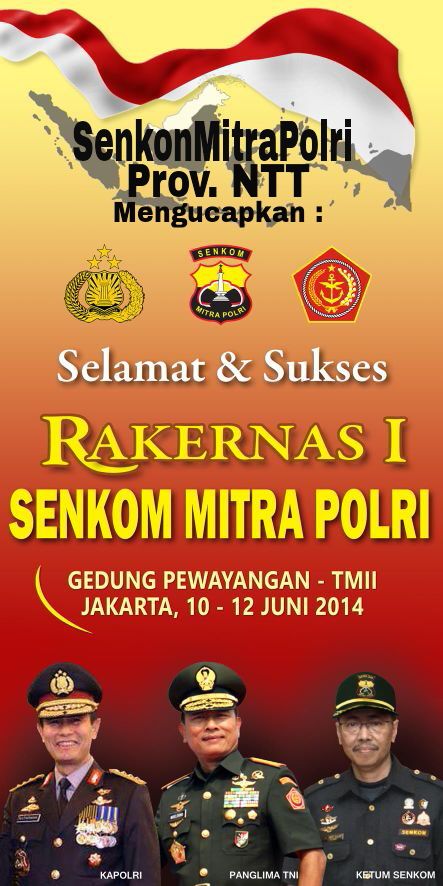 SenkonMitraPolri
Prov. NTT
Mengucapkan :
SENKOM
MITRA POLRI
Selamat & Sukses
RAKERNAS I
SENKOM MITRA POLRI
GEDUNG PEWAYANGAN - TMII
JAKARTA, 10 - 12 JUNI 2014
SENKOM
KAPOLRI
PANGLIMA TNI
KETUM SENKOM